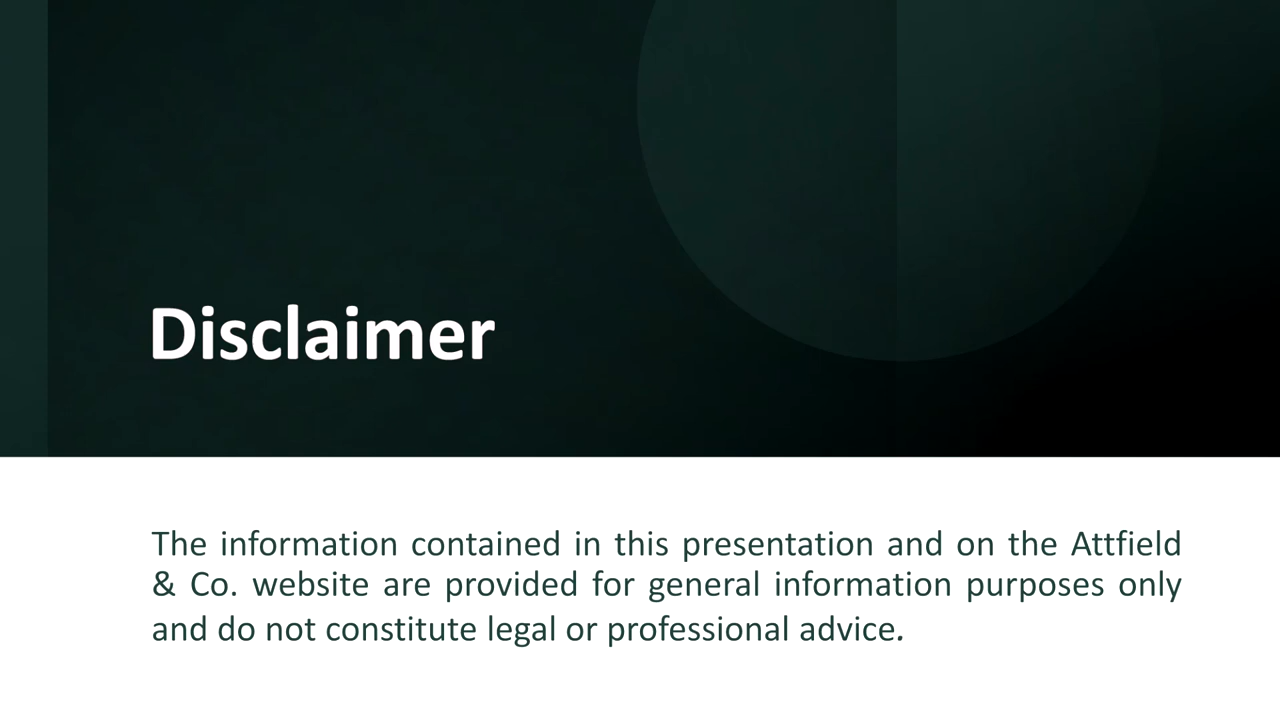 Disclaimer
The information contained in this presentation and on the Attfield
& Co. website are provided for general information purposes only
and do not constitute legal or professional advice.